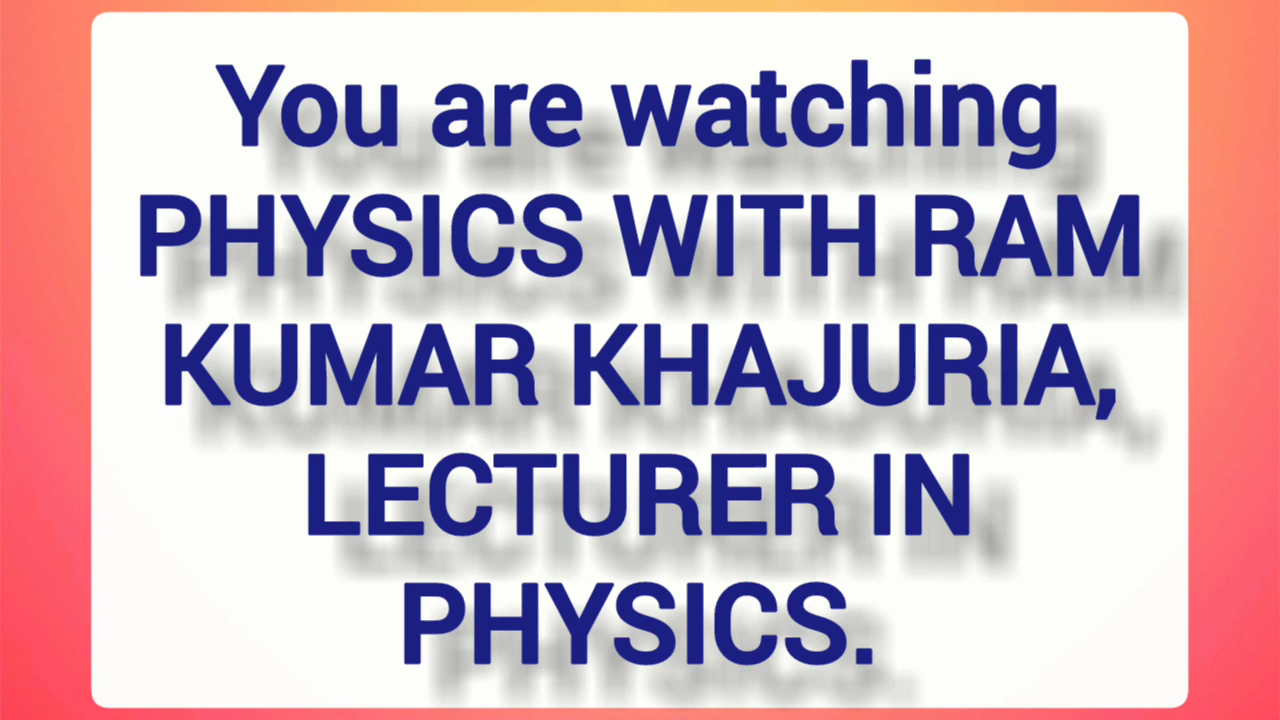 You are watching
PHYSICS WITH RAM
KUMAR KHAJURIA,
LECTURER IN
PHYSICS.